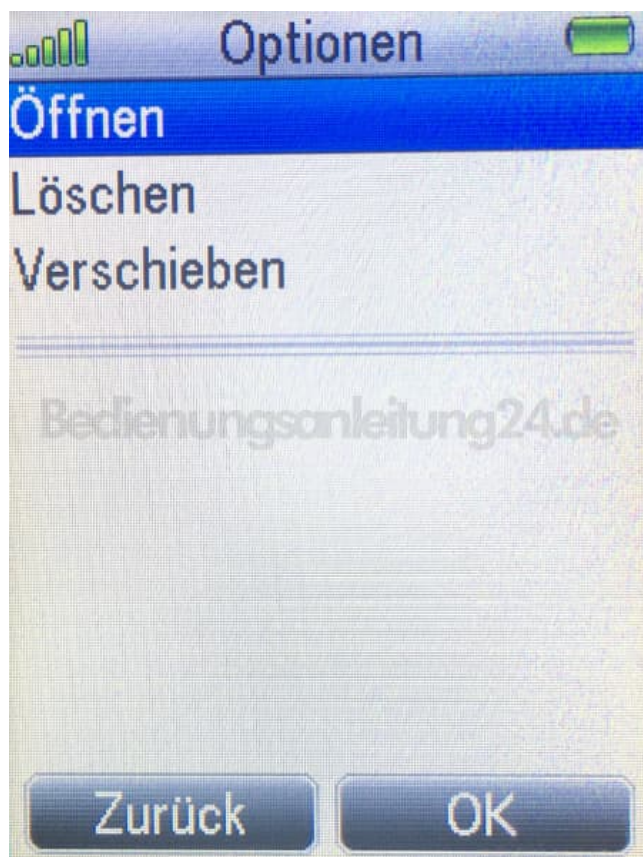 Optionen
Öffnen
Löschen
Verschieben
Bedienungsanleitung24.de
Zurück
OK